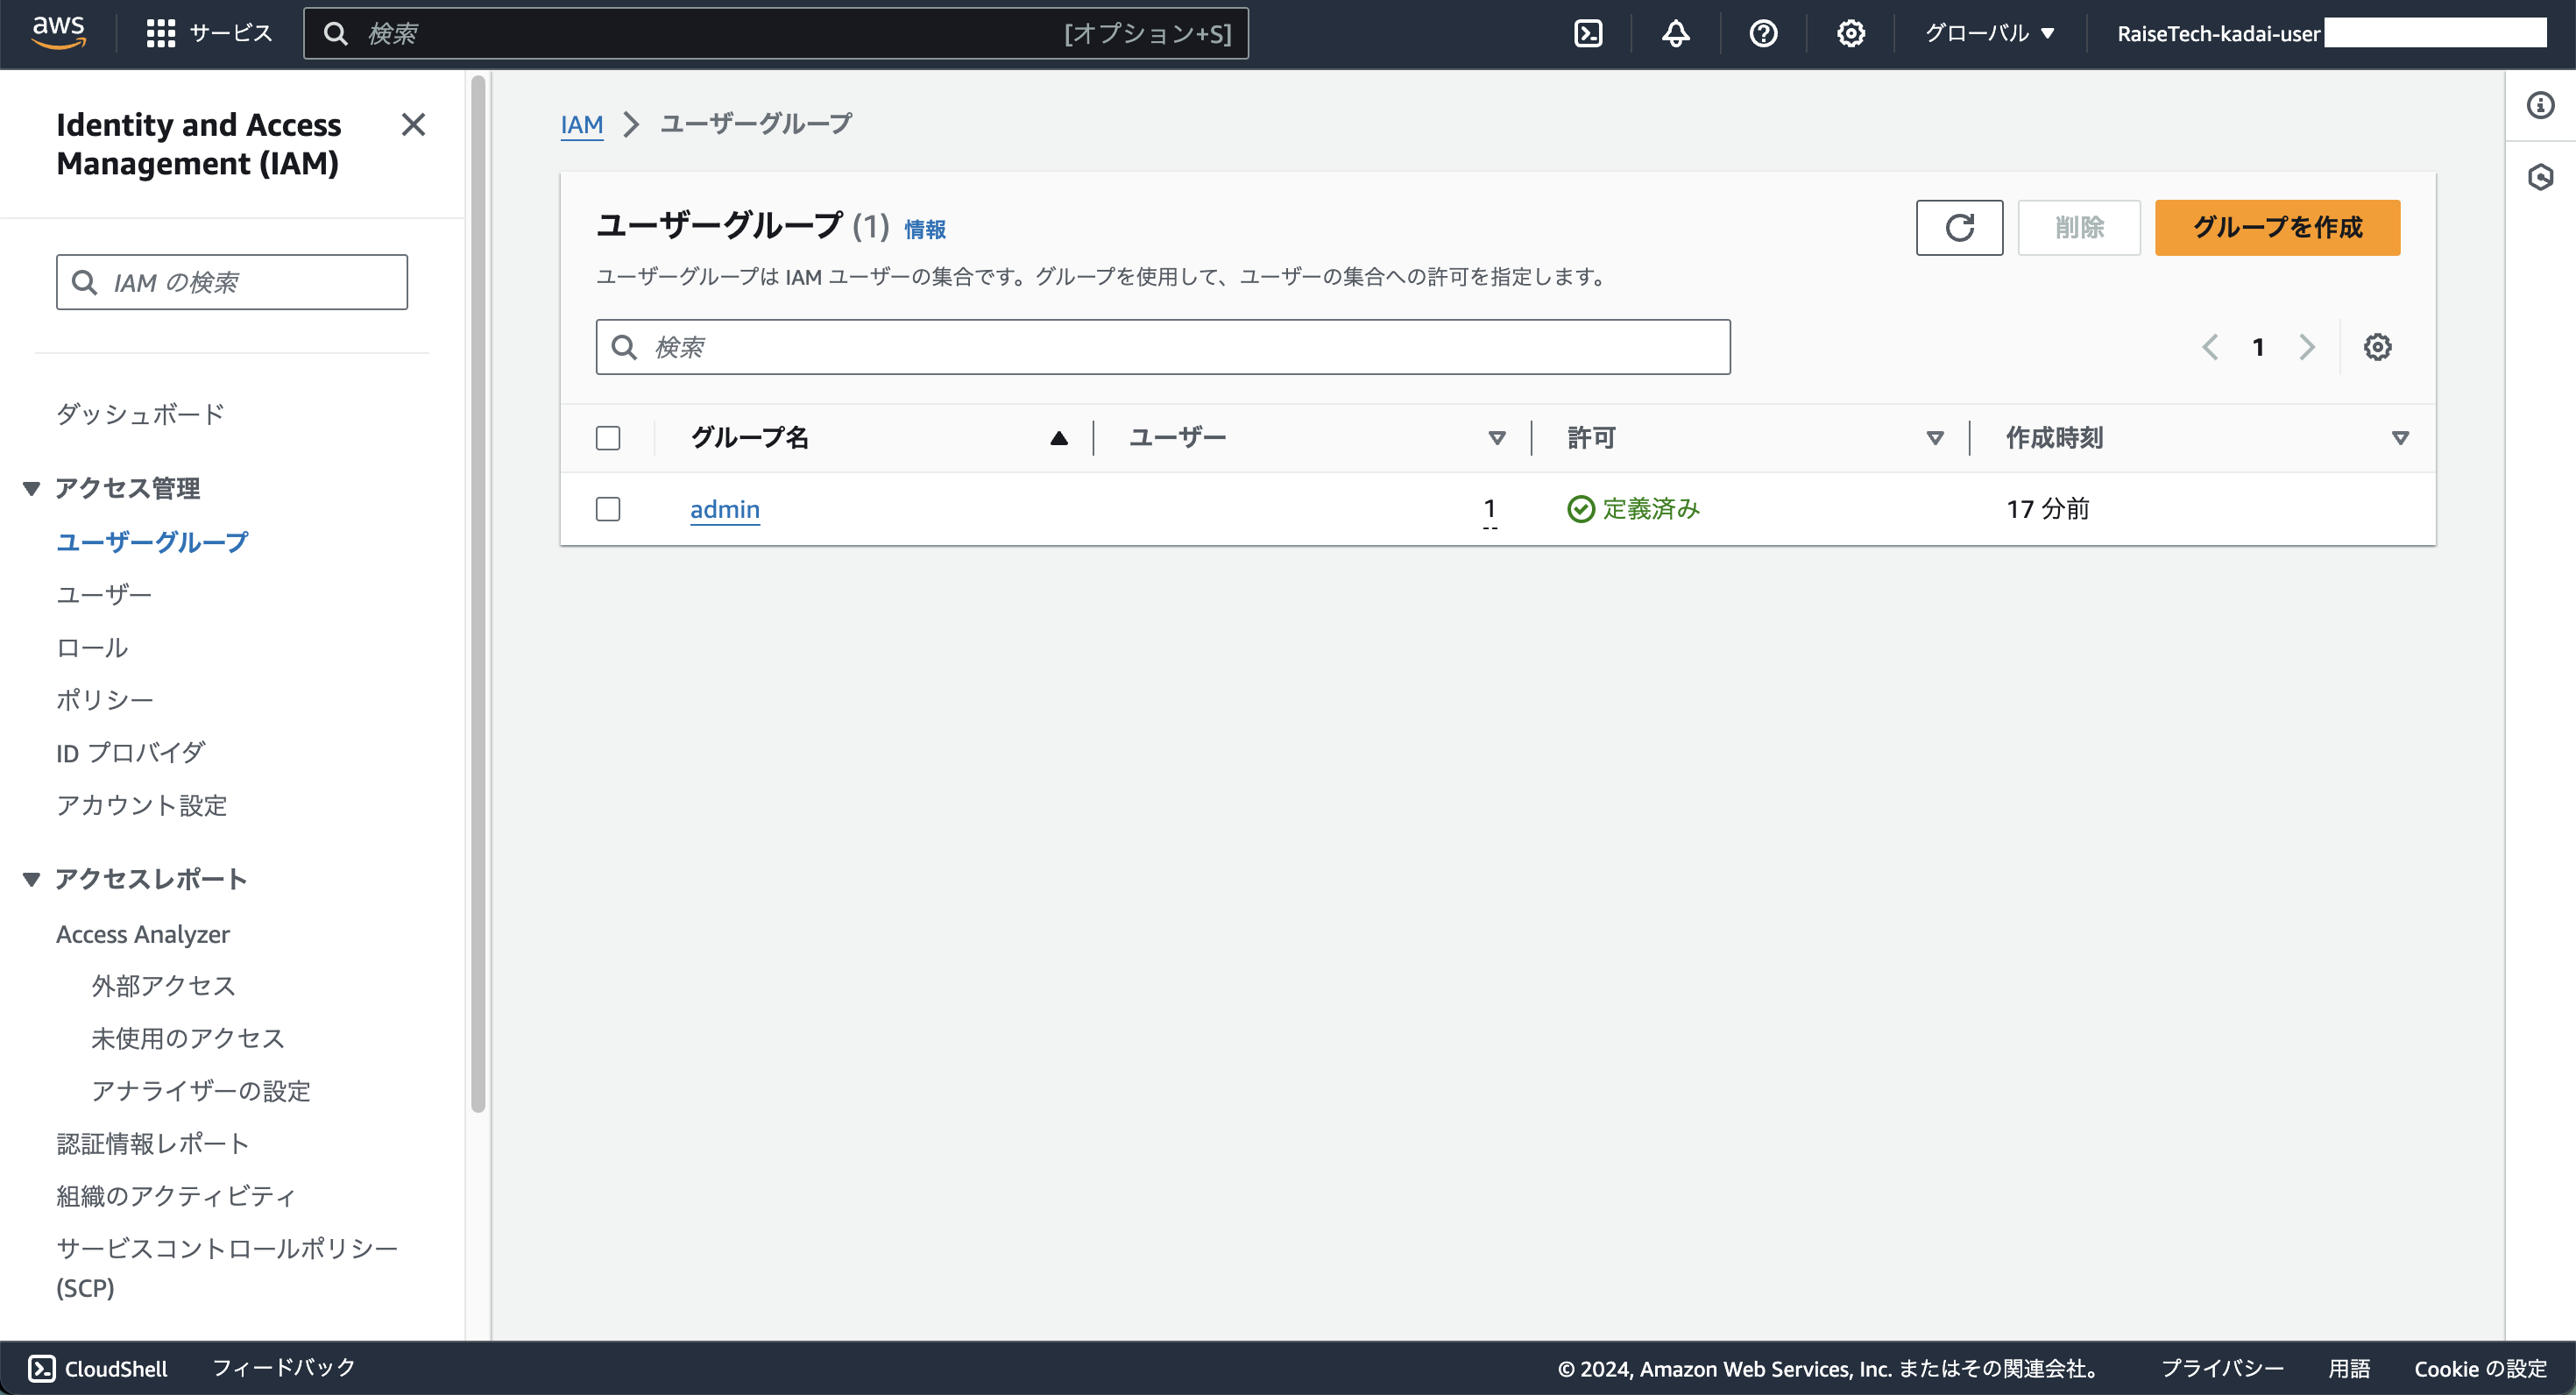 aws
サービス
検索
[オプション+S]
グローバル ▼
RaiseTech-kadai-user
Identity and Access
Management (IAM)
IAM の検索
ダッシュボード
アクセス管理
ユーザーグループ
ユーザー
ロール
ポリシー
ID プロバイダ
アカウント設定
アクセスレポート
Access Analyzer
外部アクセス
未使用のアクセス
アナライザーの設定
認証情報レポート
組織のアクティビティ
サービスコントロールポリシー
(SCP)
IAM > ユーザーグループ
ユーザーグループ (1) 情報
削除
グループを作成
ユーザーグループは IAM ユーザーの集合です。グループを使用して、ユーザーの集合への許可を指定します。
検索
1
グループ名 ユーザー 許可 作成時刻
admin 1 定義済み 17 分前
CloudShell フィードバック
© 2024, Amazon Web Services, Inc. またはその関連会社。 プライバシー 用語 Cookie の設定